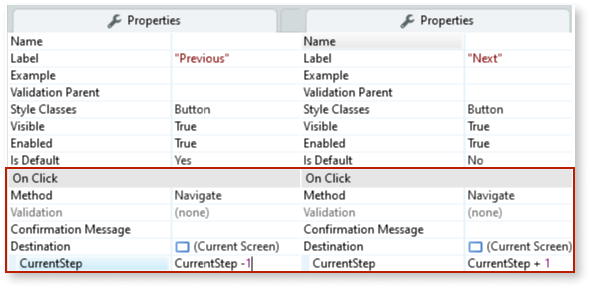 Properties
Name
Label "Previous"
Example
Validation Parent
Style Classes Button
Visible True
Enabled True
Is Default Yes
On Click
Method Navigate
Validation (none)
Confirmation Message
Destination (Current Screen)
CurrentStep CurrentStep -1
Properties
Name
Label "Next"
Example
Validation Parent
Style Classes Button
Visible True
Enabled True
Is Default No
On Click
Method Navigate
Validation (none)
Confirmation Message
Destination (Current Screen)
CurrentStep CurrentStep + 1